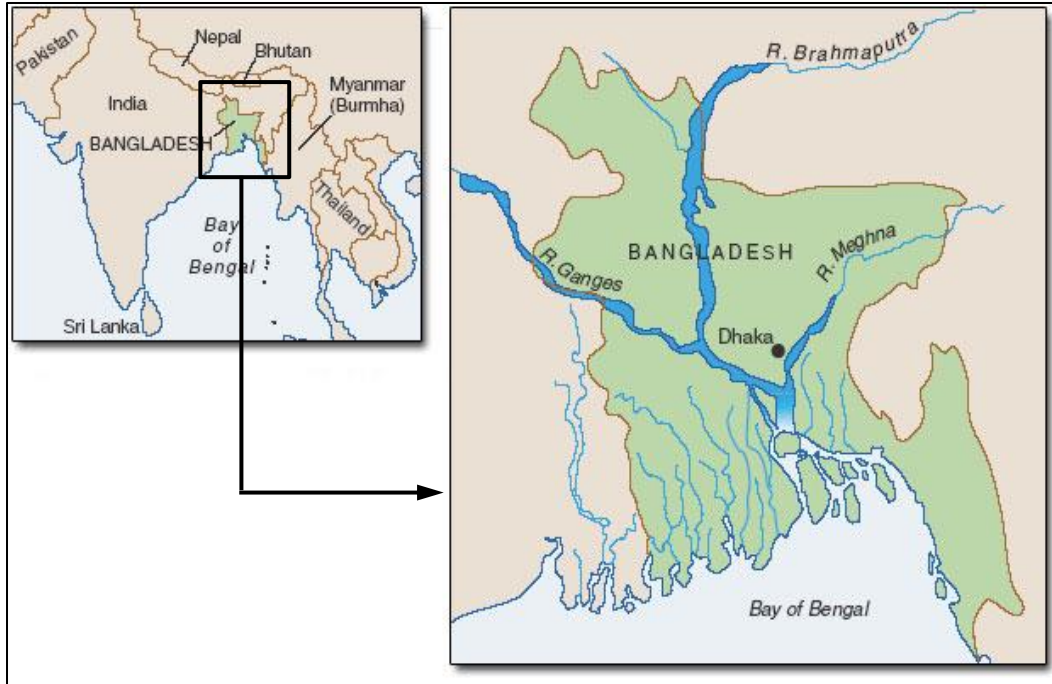 Pakistan
Nepal
Bhutan
India
Myanmar
(Burmha)
BANGLADESH
Thailand
Bay
of
Bengal
Sri Lanka
R. Brahmaputra
BANGLADESH
R. Meghna
R.Ganges
Dhaka
Bay of Bengal